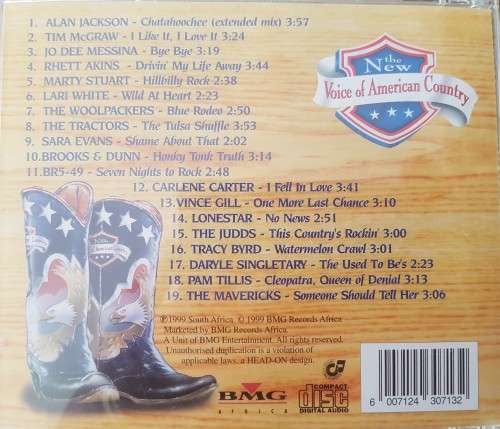 1. ALAN JACKSON - Chatahoochee (extended mix) 3:57
2. TIM McGRAW - I Like It, I Love It 3:24
3. JO DEE MESSINA - Bye Bye 3:19
4. RHETT AKINS - Drivin' My Life Away 3:44
5. MARTY STUART - Hillbilly Rock 2:38
6. LARI WHITE - Wild At Heart 2:23
7. THE WOOLPACKERS - Blue Rodeo 2:50
8. THE TRACTORS - The Tulsa Shuffle 3:53
9. SARA EVANS - Shame About That 2:02
10.BROOKS & DUNN - Honky Tonk Truth 3:14
11.BR5-49 - Seven Nights to Rock 2:48
12. CARLENE CARTER - I Fell In Love 3:41
13.VINCE GILL - One More Last Chance 3:10
14. LONESTAR - No News 2:51
15. THE JUDDS - This Country's Rockin' 3:00
16. TRACY BYRD - Watermelon Crawl 3:01
17. DARYLE SINGLETARY - The Used To Be's 2:23
18. PAM TILLIS - Cleopatra, Queen of Denial 3:13
19. THE MAVERICKS - Someone Should Tell Her 3:06
the
New
Voice of American Country
New
℗1999 South Africa. © 1999 BMG Records Africa
Marketed by BMG Records Africa.
A Unit of BMG Entertainment. All rights reserved.
Unauthorised duplication is a violation of
applicable laws. a HEAD-ON design.
BMG
AFRICA
COMPACT
disc
DIGITAL AUDIO
6 007124 307132